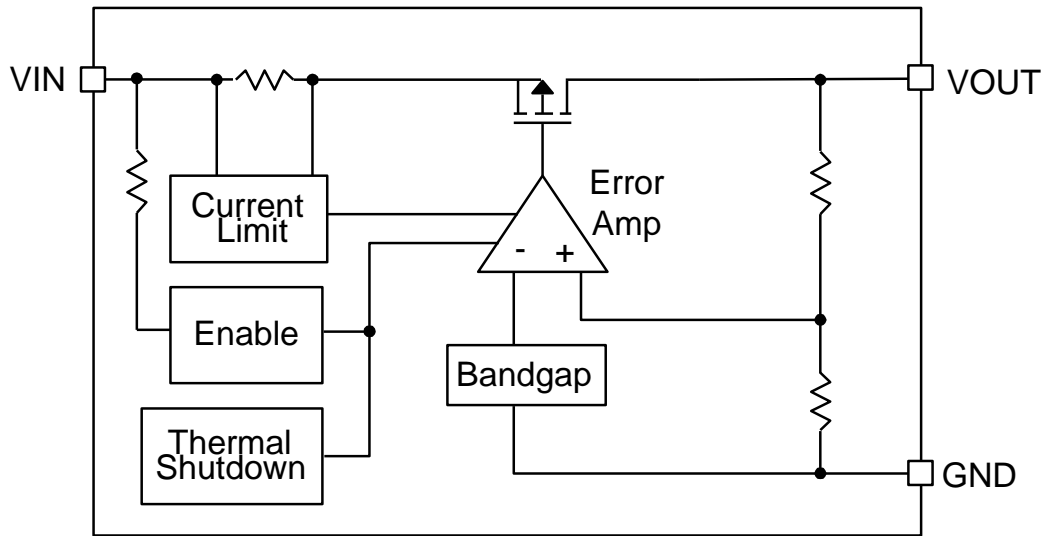 VIN
VOUT
Error
Amp
Current
Limit
- +
Enable
Bandgap
Thermal
Shutdown
GND